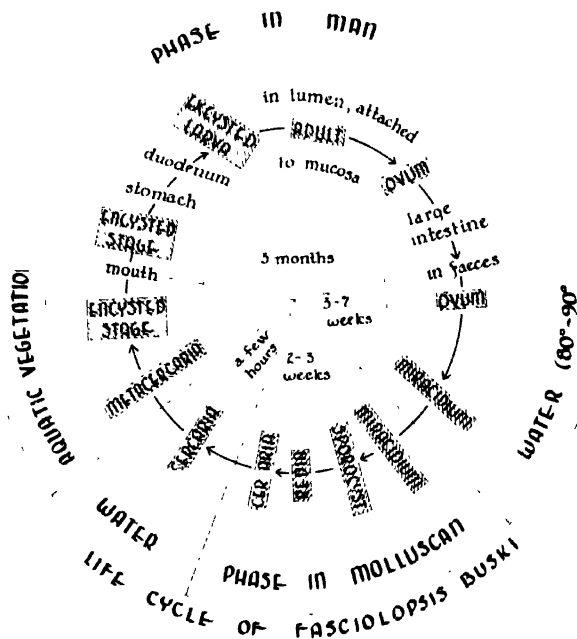 PHASE IN MAN
in lumen, attached
to mucosa
ADULT
OVUM
large
intestine
in faeces
OVUM
WATER (80°-90°
MIRACIDIUM
MIRACIDIUM
SPOROCYST
REDIA
CERCARIA
CERCARIA
METACERCARIA
ENCYSTED
STAGE
mouth
ENCYSTED
STAGE
stomach
duodenum
EXCYSTED
LARVA
3 months
3-7
weeks
2-3
weeks
a few
hours
AQUATIC VEGETATIO
WATER
PHASE IN MOLLUSCAN
LIFE CYCLE OF FASCIOLOPSIS BUSKI